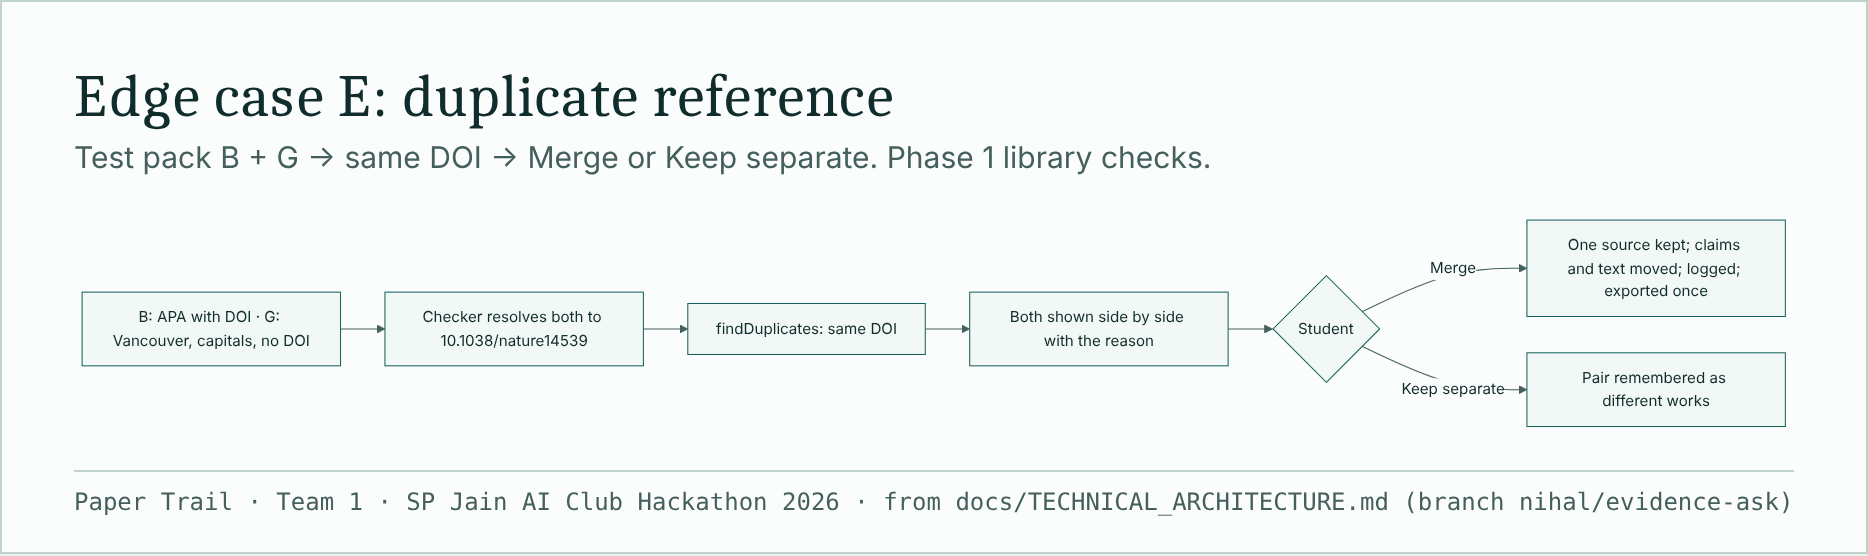 Edge case E: duplicate reference
Test pack B + G → same DOI → Merge or Keep separate. Phase 1 library checks.
B: APA with DOI · G:
Vancouver, capitals, no DOI
Checker resolves both to
10.1038/nature14539
findDuplicates: same DOI
Both shown side by side
with the reason
Student
Merge
One source kept; claims
and text moved; logged;
exported once
Keep separate
Pair remembered as
different works
Paper Trail · Team 1 · SP Jain AI Club Hackathon 2026 · from docs/TECHNICAL_ARCHITECTURE.md (branch nihal/evidence-ask)